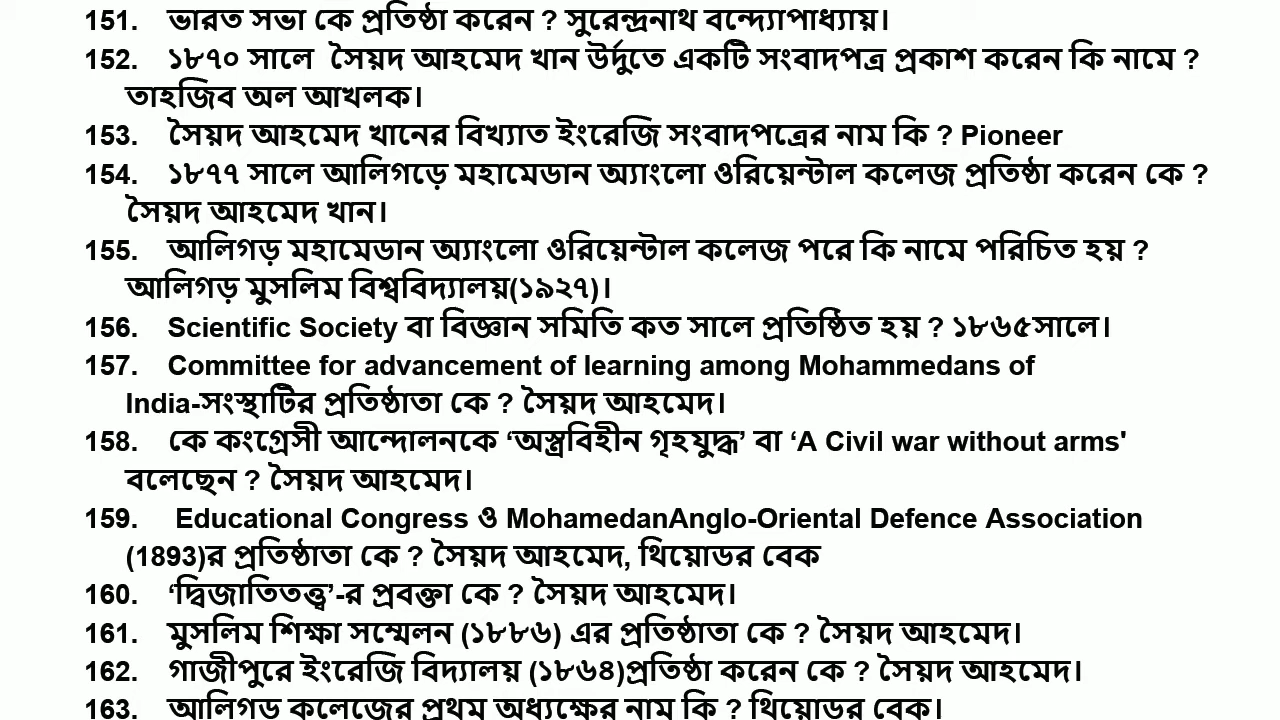 151. ভারত সভা কে প্রতিষ্ঠা করেন ? সুরেন্দ্রনাথ বন্দ্যোপাধ্যায়।
152. ১৮৭০ সালে সৈয়দ আহমেদ খান উর্দুতে একটি সংবাদপত্র প্রকাশ করেন কি নামে ?
তাহজিব অল আখলক।
153. সৈয়দ আহমেদ খানের বিখ্যাত ইংরেজি সংবাদপত্রের নাম কি ? Pioneer
154. ১৮৭৭ সালে আলিগড়ে মহামেডান অ্যাংলো ওরিয়েন্টাল কলেজ প্রতিষ্ঠা করেন কে ?
সৈয়দ আহমেদ খান।
155. আলিগড় মহামেডান অ্যাংলো ওরিয়েন্টাল কলেজ পরে কি নামে পরিচিত হয় ?
আলিগড় মুসলিম বিশ্ববিদ্যালয়(১৯২৭)।
156. Scientific Society বা বিজ্ঞান সমিতি কত সালে প্রতিষ্ঠিত হয় ? ১৮৬৫সালে।
157. Committee for advancement of learning among Mohammedans of
India-সংস্থাটির প্রতিষ্ঠাতা কে ? সৈয়দ আহমেদ।
158. কে কংগ্রেসী আন্দোলনকে ‘অস্ত্রবিহীন গৃহযুদ্ধ’ বা ‘A Civil war without arms'
বলেছেন ? সৈয়দ আহমেদ।
159. Educational Congress ও MohamedanAnglo-Oriental Defence Association
(1893)র প্রতিষ্ঠাতা কে ? সৈয়দ আহমেদ, থিয়োডর বেক
160. ‘দ্বিজাতিতত্ত্ব’-র প্রবক্তা কে ? সৈয়দ আহমেদ।
161. মুসলিম শিক্ষা সম্মেলন (১৮৮৬) এর প্রতিষ্ঠাতা কে ? সৈয়দ আহমেদ।
162. গাজীপুরে ইংরেজি বিদ্যালয় (১৮৬৪)প্রতিষ্ঠা করেন কে ? সৈয়দ আহমেদ।
163. আলিগড় কলেজের প্রথম অধ্যক্ষের নাম কি ? থিয়োডর বেক।